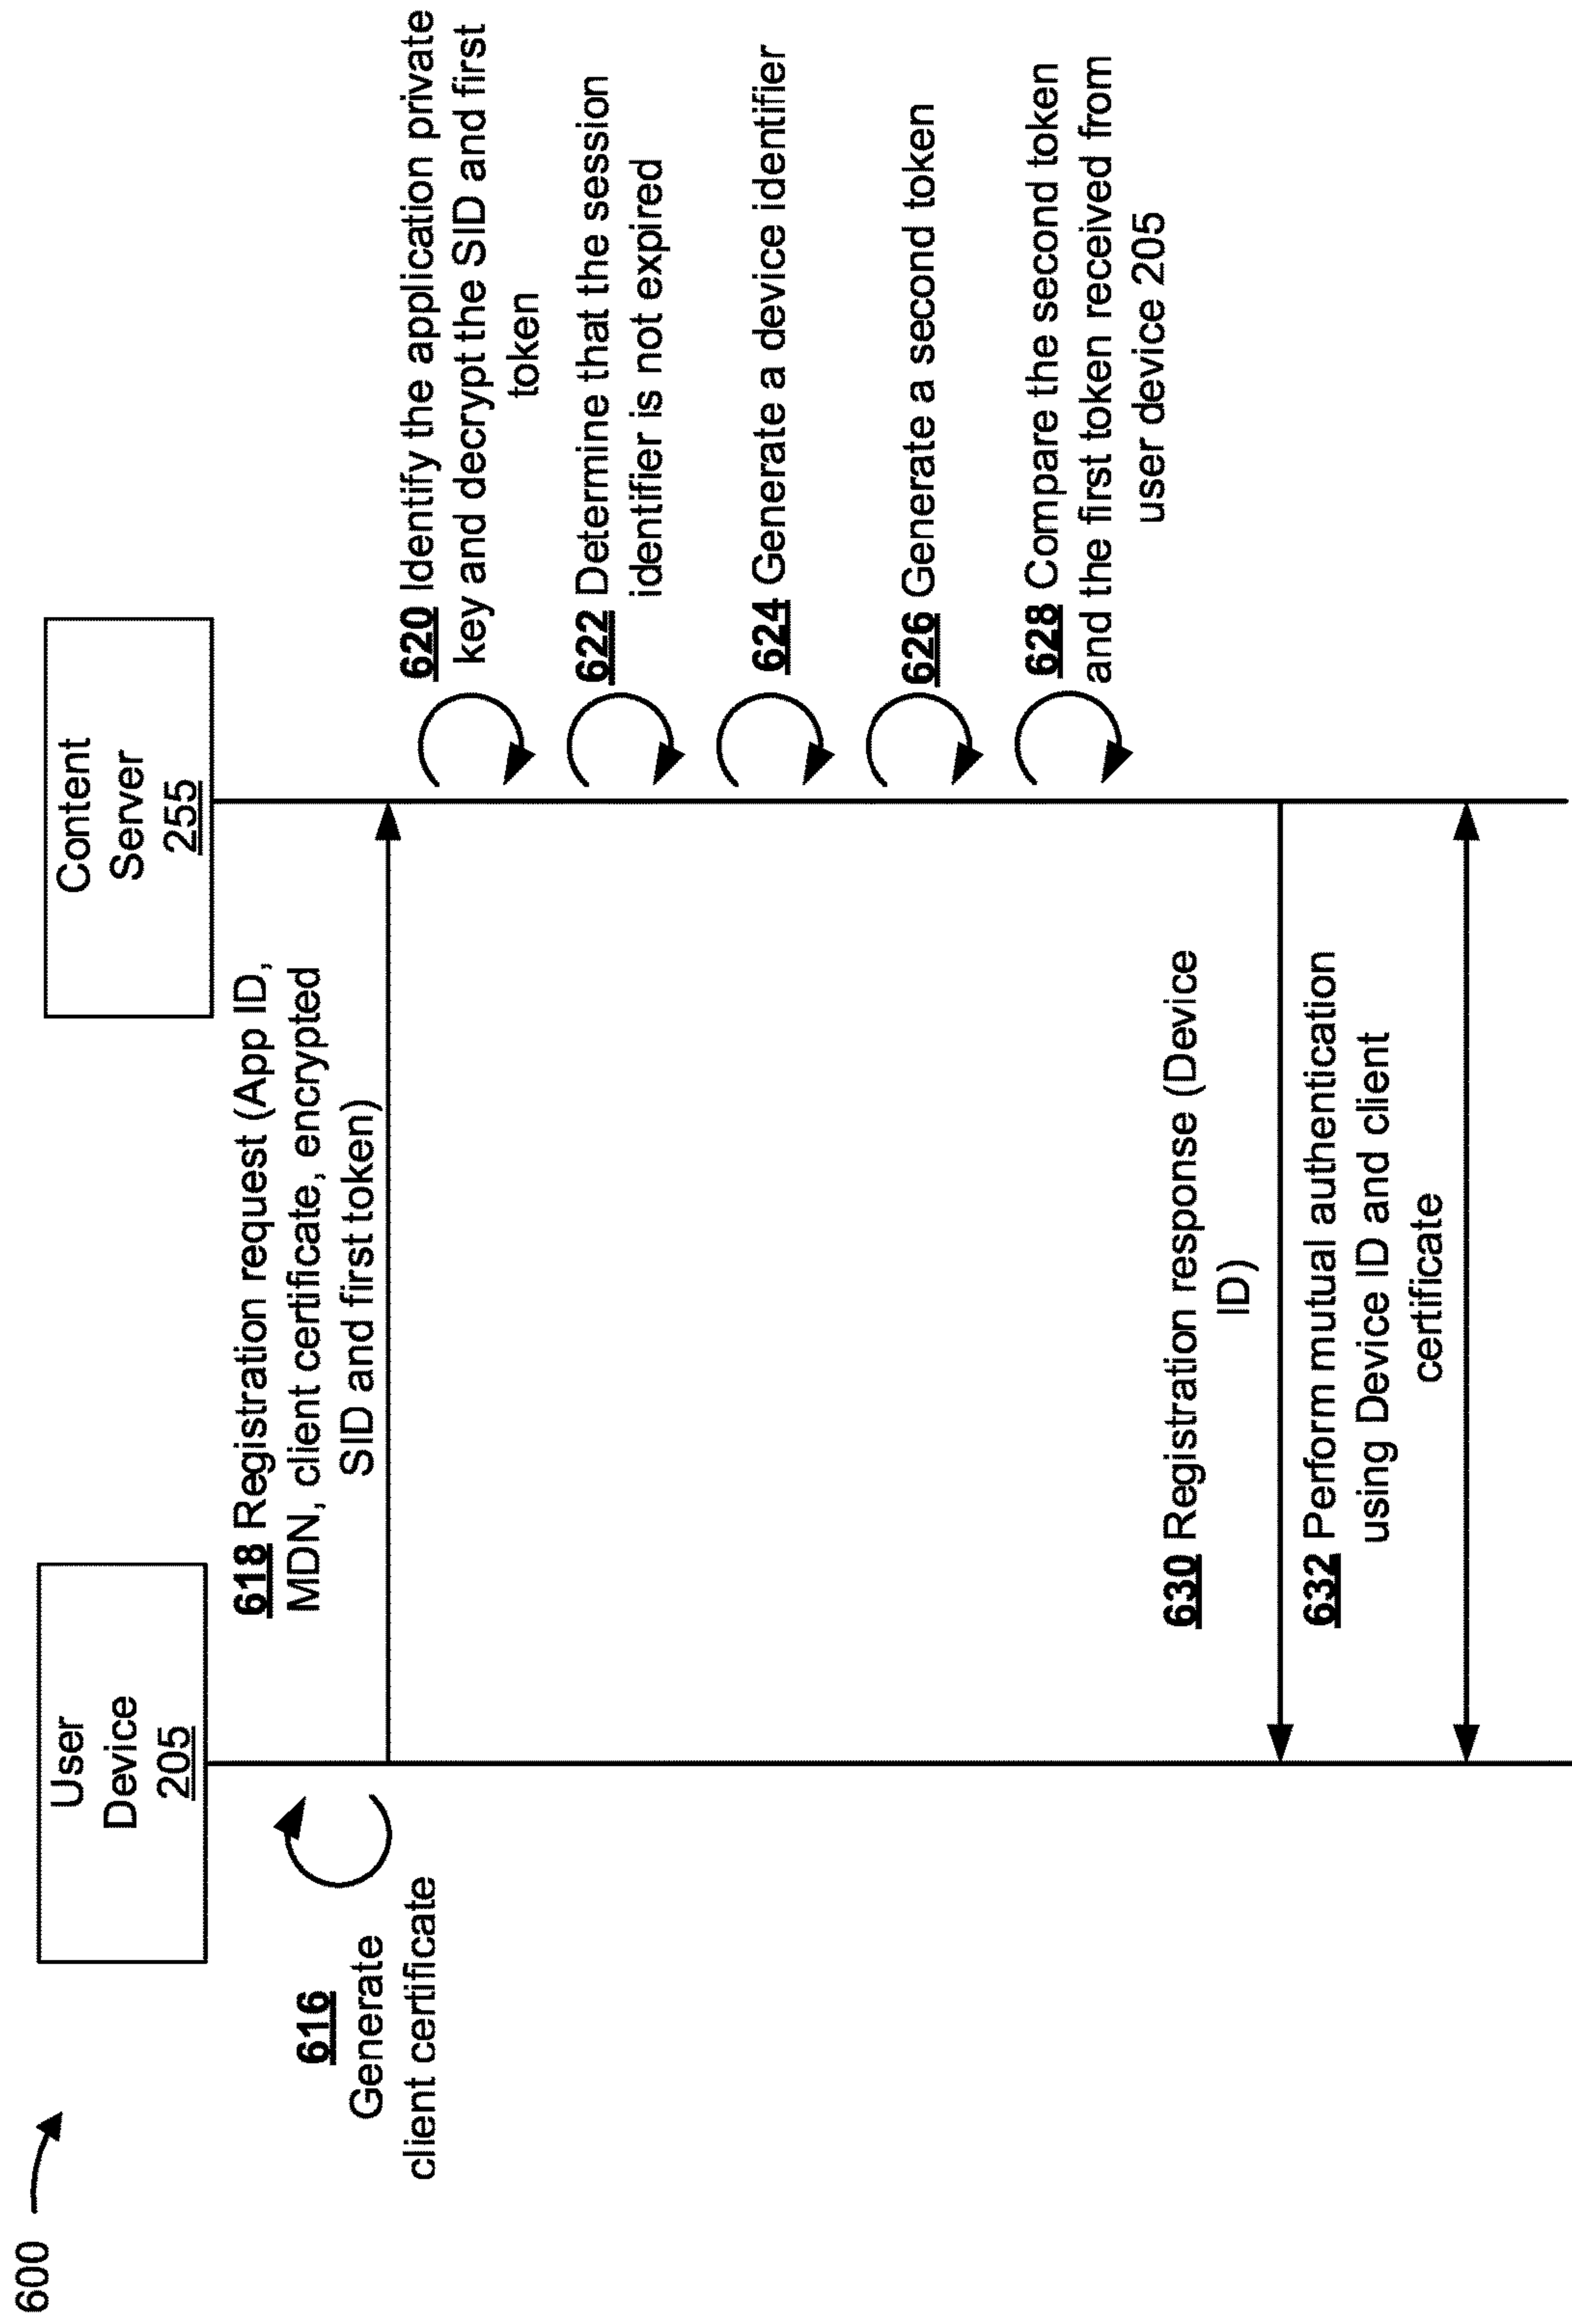 600
User
Device
205
Content
Server
255
616
Generate
client certificate
618 Registration request (App ID,
MDN, client certificate, encrypted
SID and first token)
620 Identify the application private
key and decrypt the SID and first
token
622 Determine that the session
identifier is not expired
624 Generate a device identifier
626 Generate a second token
628 Compare the second token
and the first token received from
user device 205
630 Registration response (Device
ID)
632 Perform mutual authentication
using Device ID and client
certificate